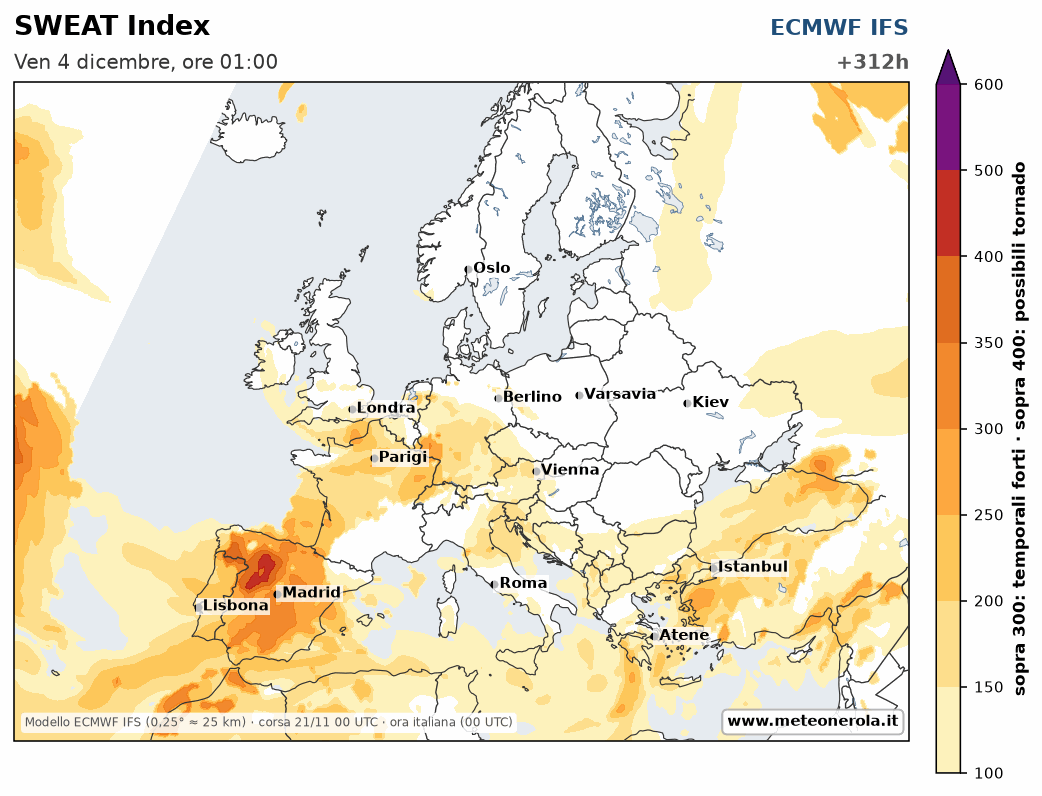 SWEAT Index
ECMWF IFS
Ven 4 dicembre, ore 01:00
+312h
600
500
400
350
300
250
200
150
100
sopra 300: temporali forti · sopra 400: possibili tornado
Oslo
Londra
Berlino
Varsavia
Kiev
Parigi
Vienna
Istanbul
Roma
Madrid
Lisbona
Atene
Modello ECMWF IFS (0,25° ≈ 25 km) · corsa 21/11 00 UTC · ora italiana (00 UTC)
www.meteonerola.it